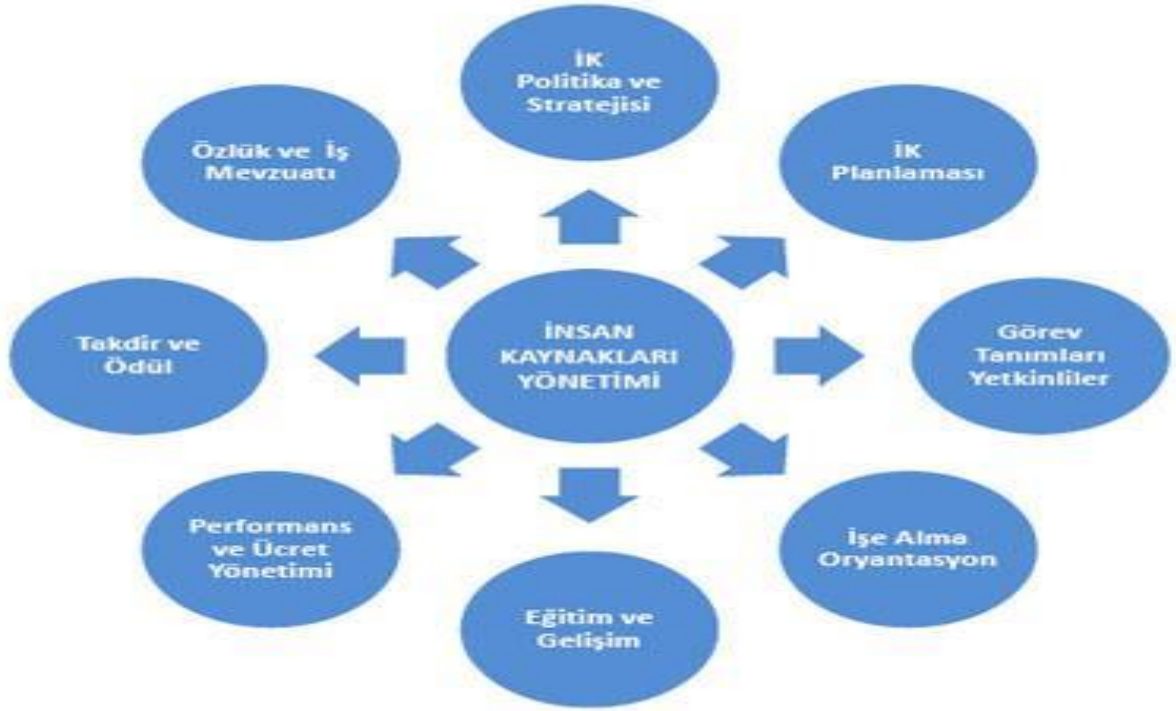 İK
Politika ve
Stratejisi
Özlük ve İş
Mevzuatı
İK
Planlaması
İNSAN
KAYNAKLARI
YÖNETİMİ
Takdir ve
Ödül
Görev
Tanımları
Yetkinliler
Performans
ve Ücret
Yönetimi
İşe Alma
Oryantasyon
Eğitim ve
Gelişim